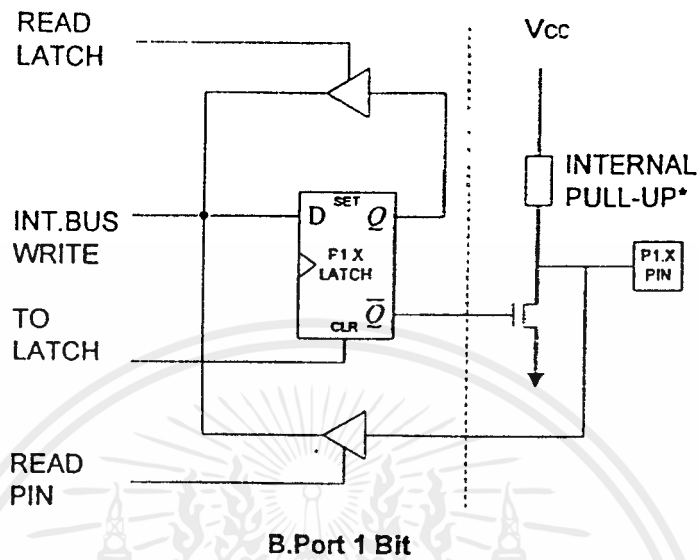 READ
LATCH
Vcc
INTERNAL
PULL-UP*
INT.BUS
WRITE
D
SET
Q
P1.X
LATCH
Q̅
CLR
P1.X
PIN
TO
LATCH
READ
PIN
B.Port 1 Bit